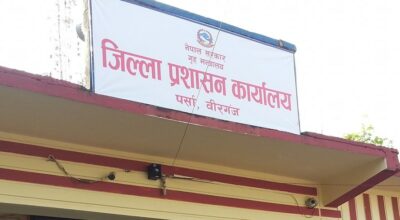 नेपाल सरकार
गृह मन्त्रालय
जिल्ला प्रशासन कार्यालय
पर्सा, वीरगंज